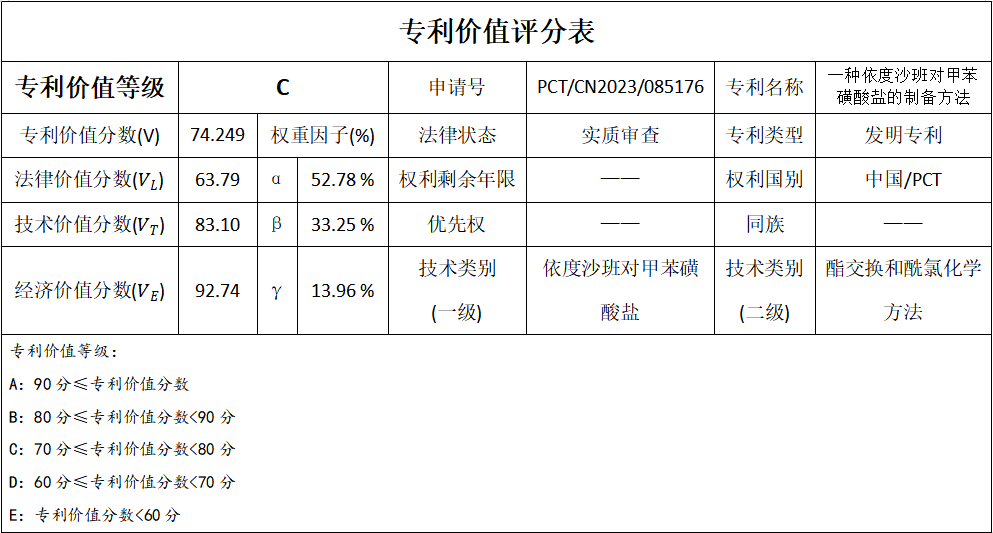 专利价值评分表
专利价值等级 C 申请号 PCT/CN2023/085176 专利名称 一种依度沙班对甲苯
磺酸盐的制备方法
专利价值分数(V) 74.249 权重因子(%) 法律状态 实质审查 专利类型 发明专利
法律价值分数(V_L) 63.79 α 52.78 % 权利剩余年限 —— 权利国别 中国/PCT
技术价值分数(V_T) 83.10 β 33.25 % 优先权 —— 同族 ——
经济价值分数(V_E) 92.74 γ 13.96 % 技术类别
(一级) 依度沙班对甲苯磺
酸盐 技术类别
(二级) 酯交换和酰氯化学
方法
专利价值等级：
A：90 分≤专利价值分数
B：80 分≤专利价值分数<90 分
C：70 分≤专利价值分数<80 分
D：60 分≤专利价值分数<70 分
E：专利价值分数<60 分